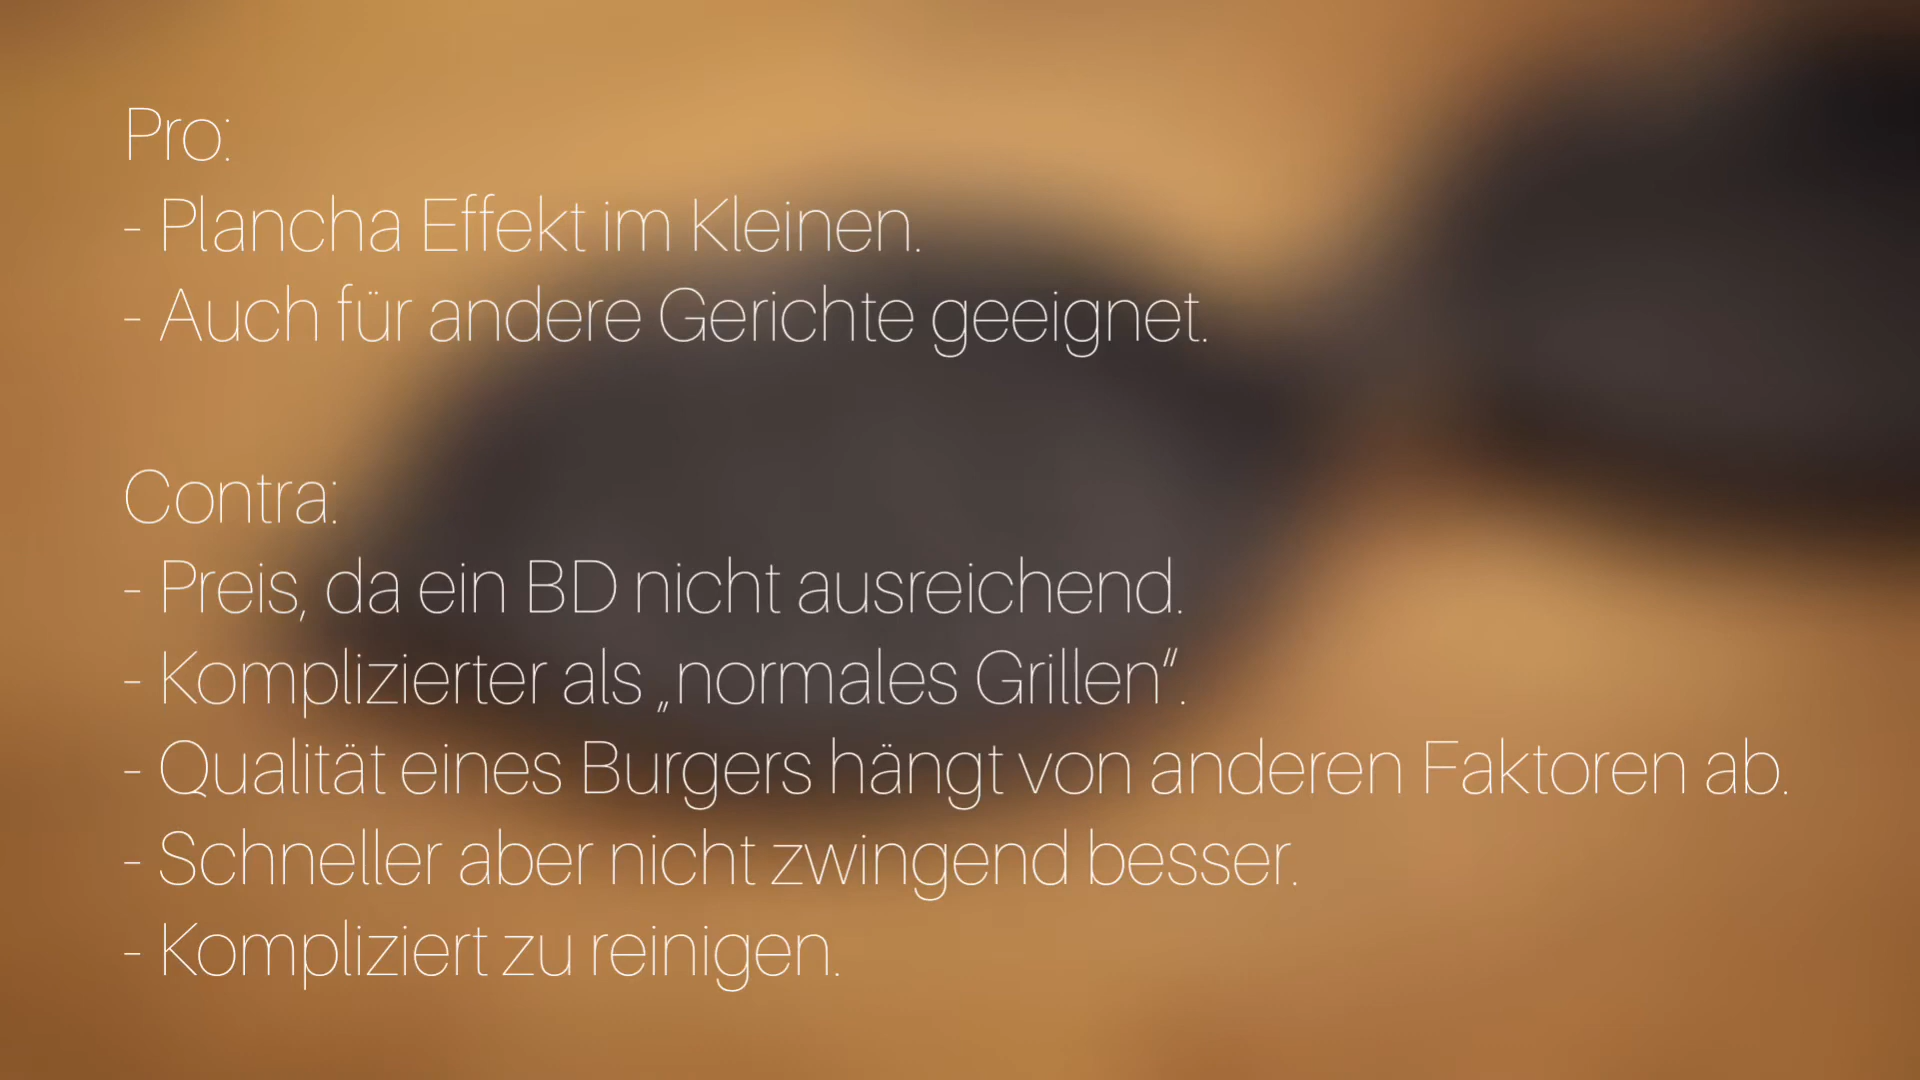 Pro:
- Plancha Effekt im Kleinen.
- Auch für andere Gerichte geeignet.
Contra:
- Preis, da ein BD nicht ausreichend.
- Komplizierter als „normales Grillen“.
- Qualität eines Burgers hängt von anderen Faktoren ab.
- Schneller aber nicht zwingend besser.
- Kompliziert zu reinigen.